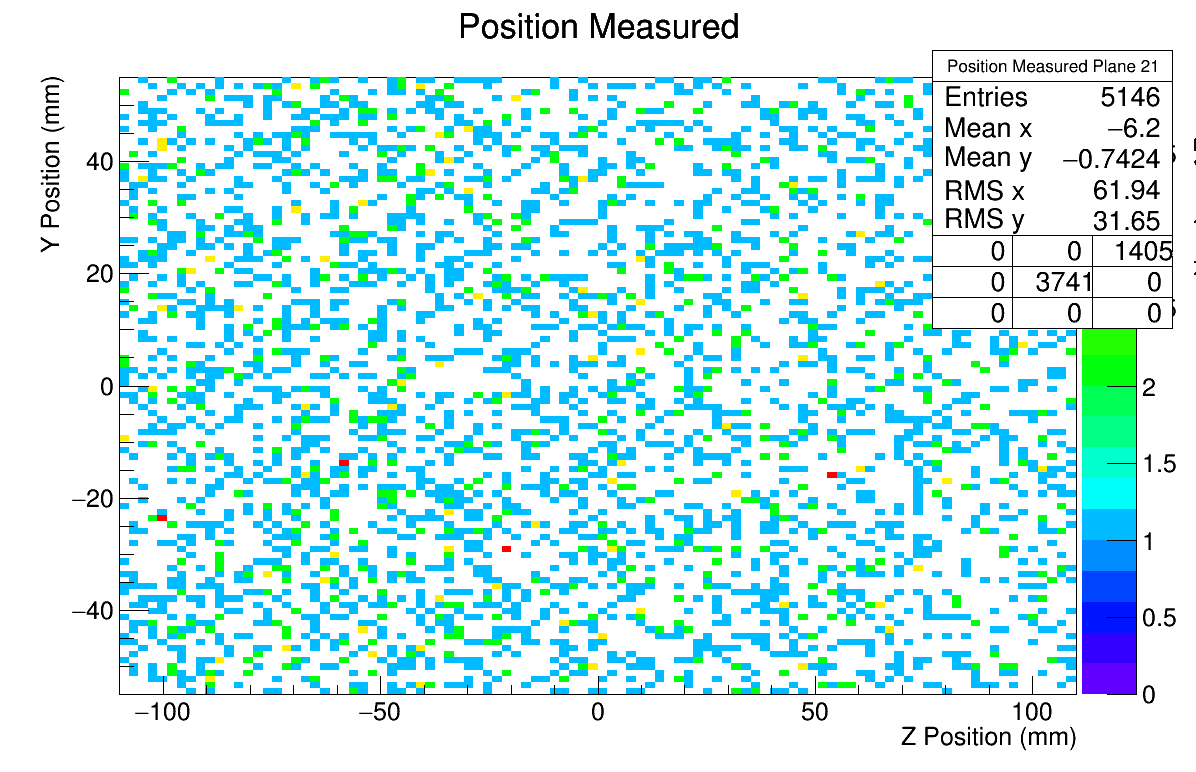 Position Measured
Position Measured Plane 21
Entries 5146
Mean x −6.2
Mean y −0.7424
RMS x 61.94
RMS y 31.65
0 0 1405
0 3741 0
0 0 0
Y Position (mm)
40
20
0
−20
−40
−100 −50 0 50 100
Z Position (mm)
2
1.5
1
0.5
0